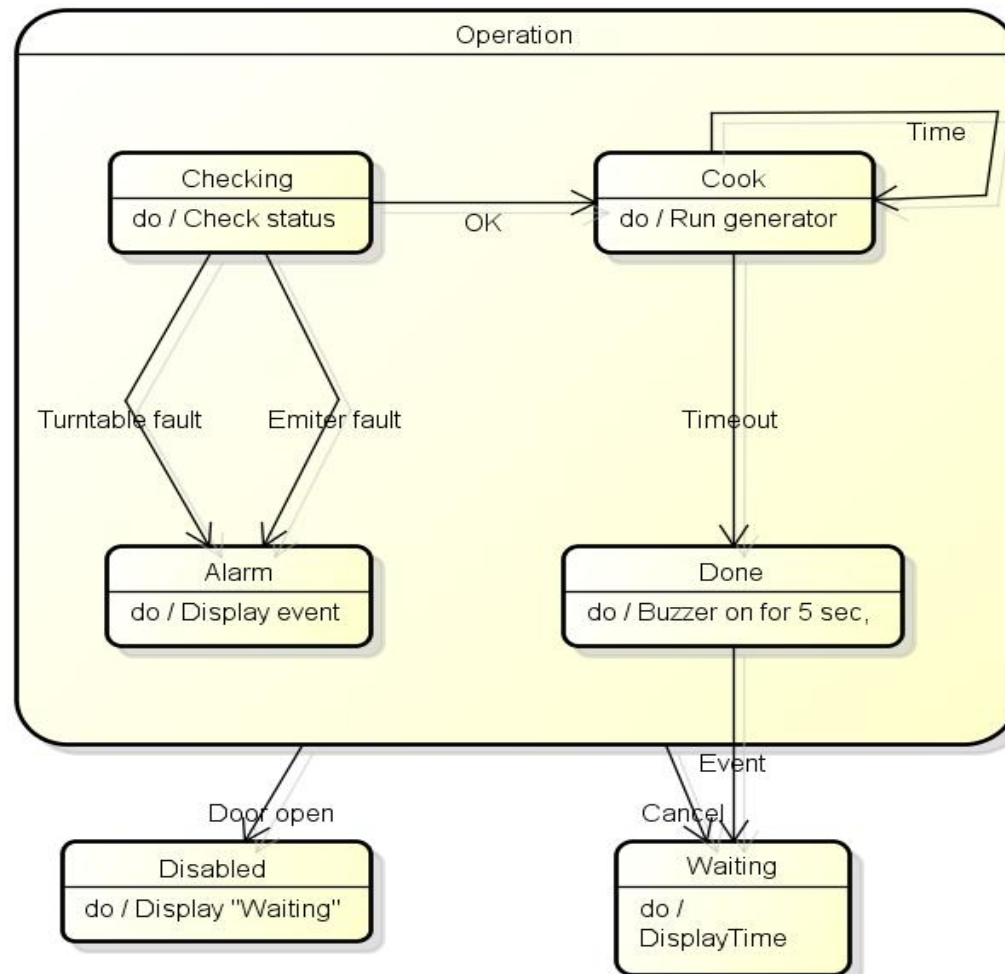 Operation
Time
Checking
do / Check status
OK
Cook
do / Run generator
Turntable fault
Emiter fault
Timeout
Alarm
do / Display event
Done
do / Buzzer on for 5 sec,
Event
Door open
Cancel
Disabled
do / Display "Waiting"
Waiting
do /
DisplayTime